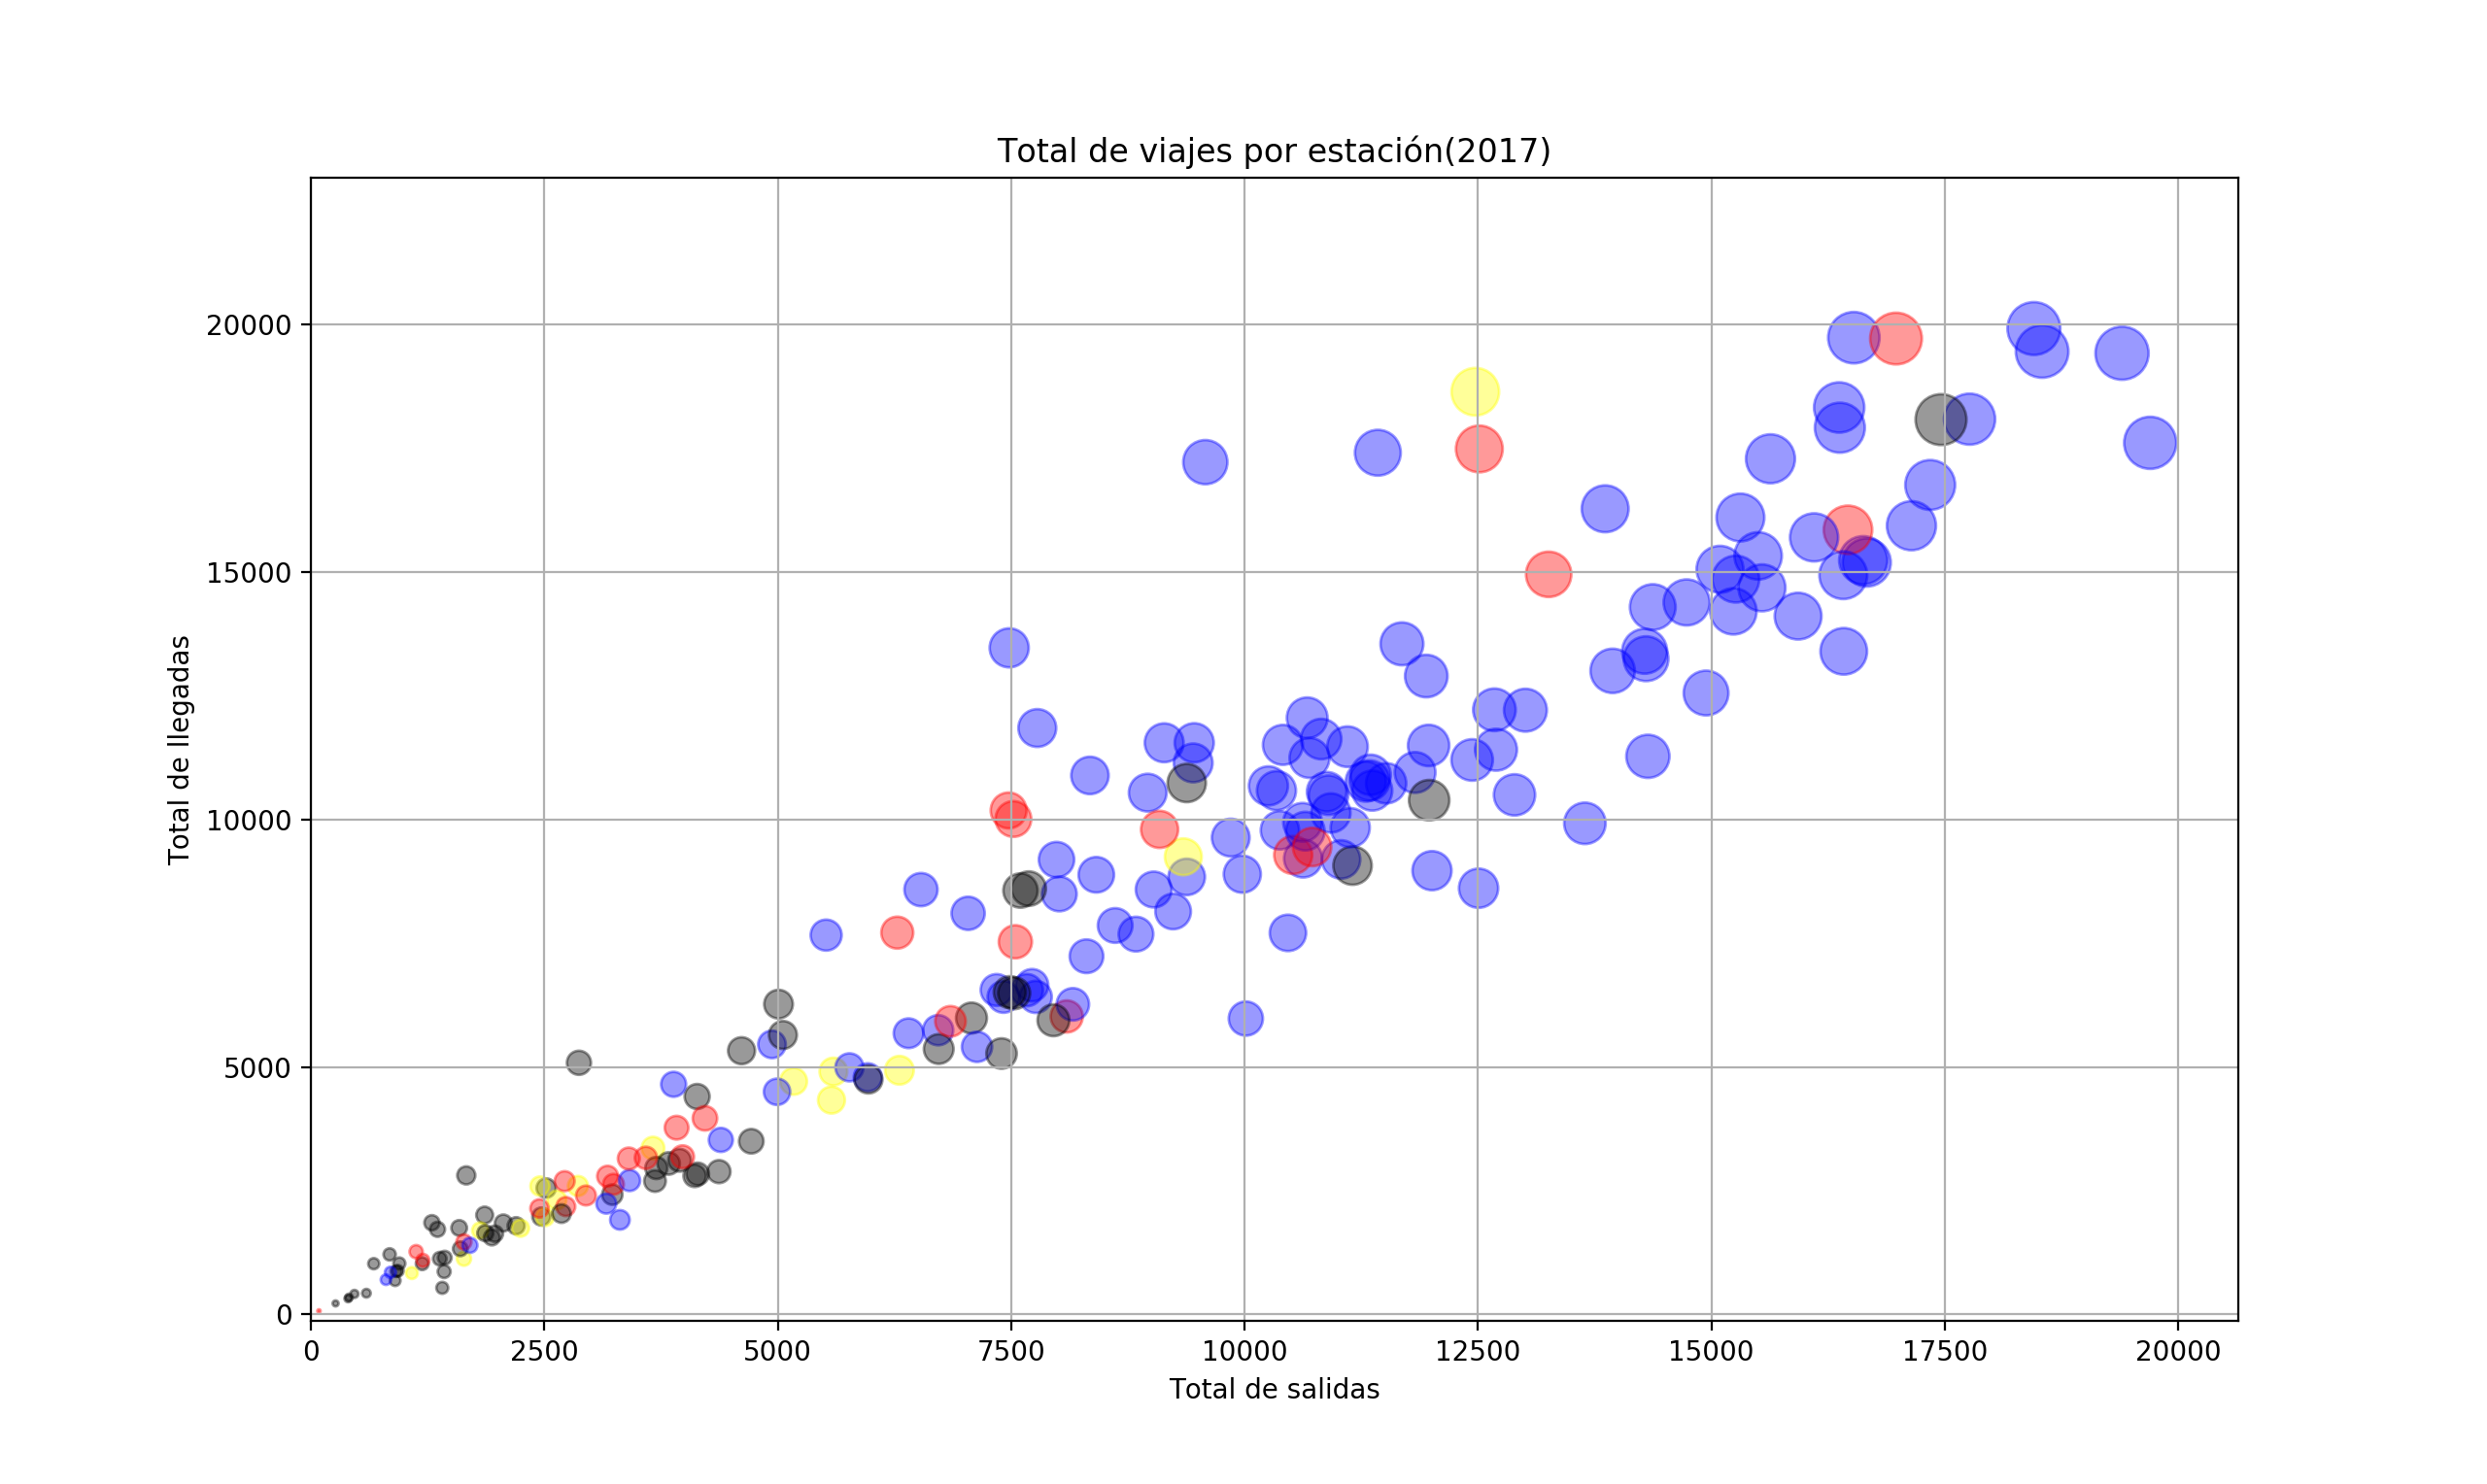 Total de viajes por estación(2017)
Total de llegadas
20000
15000
10000
5000
0
0 2500 5000 7500 10000 12500 15000 17500 20000
Total de salidas